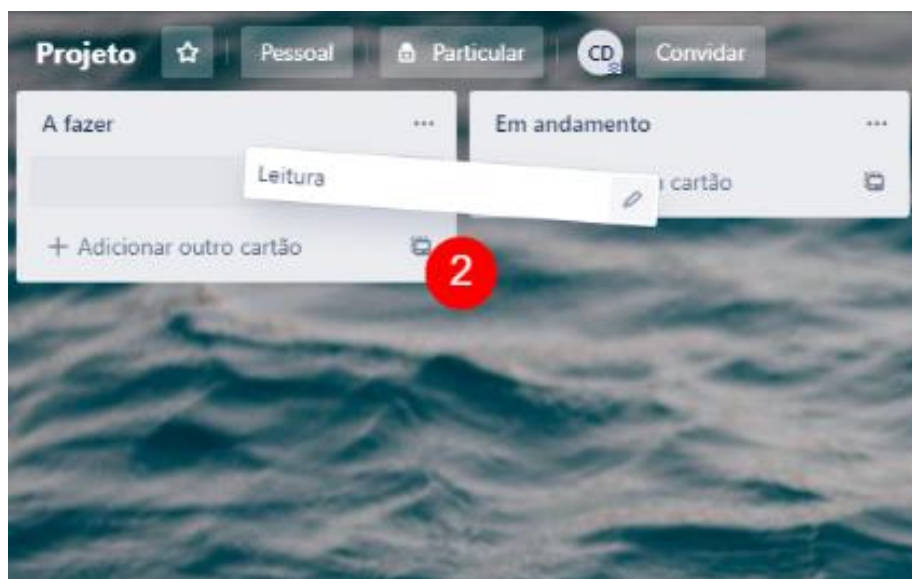 Projeto Pessoal Particular CD Convidar
A fazer
Em andamento
Leitura
cartão
+ Adicionar outro cartão
2